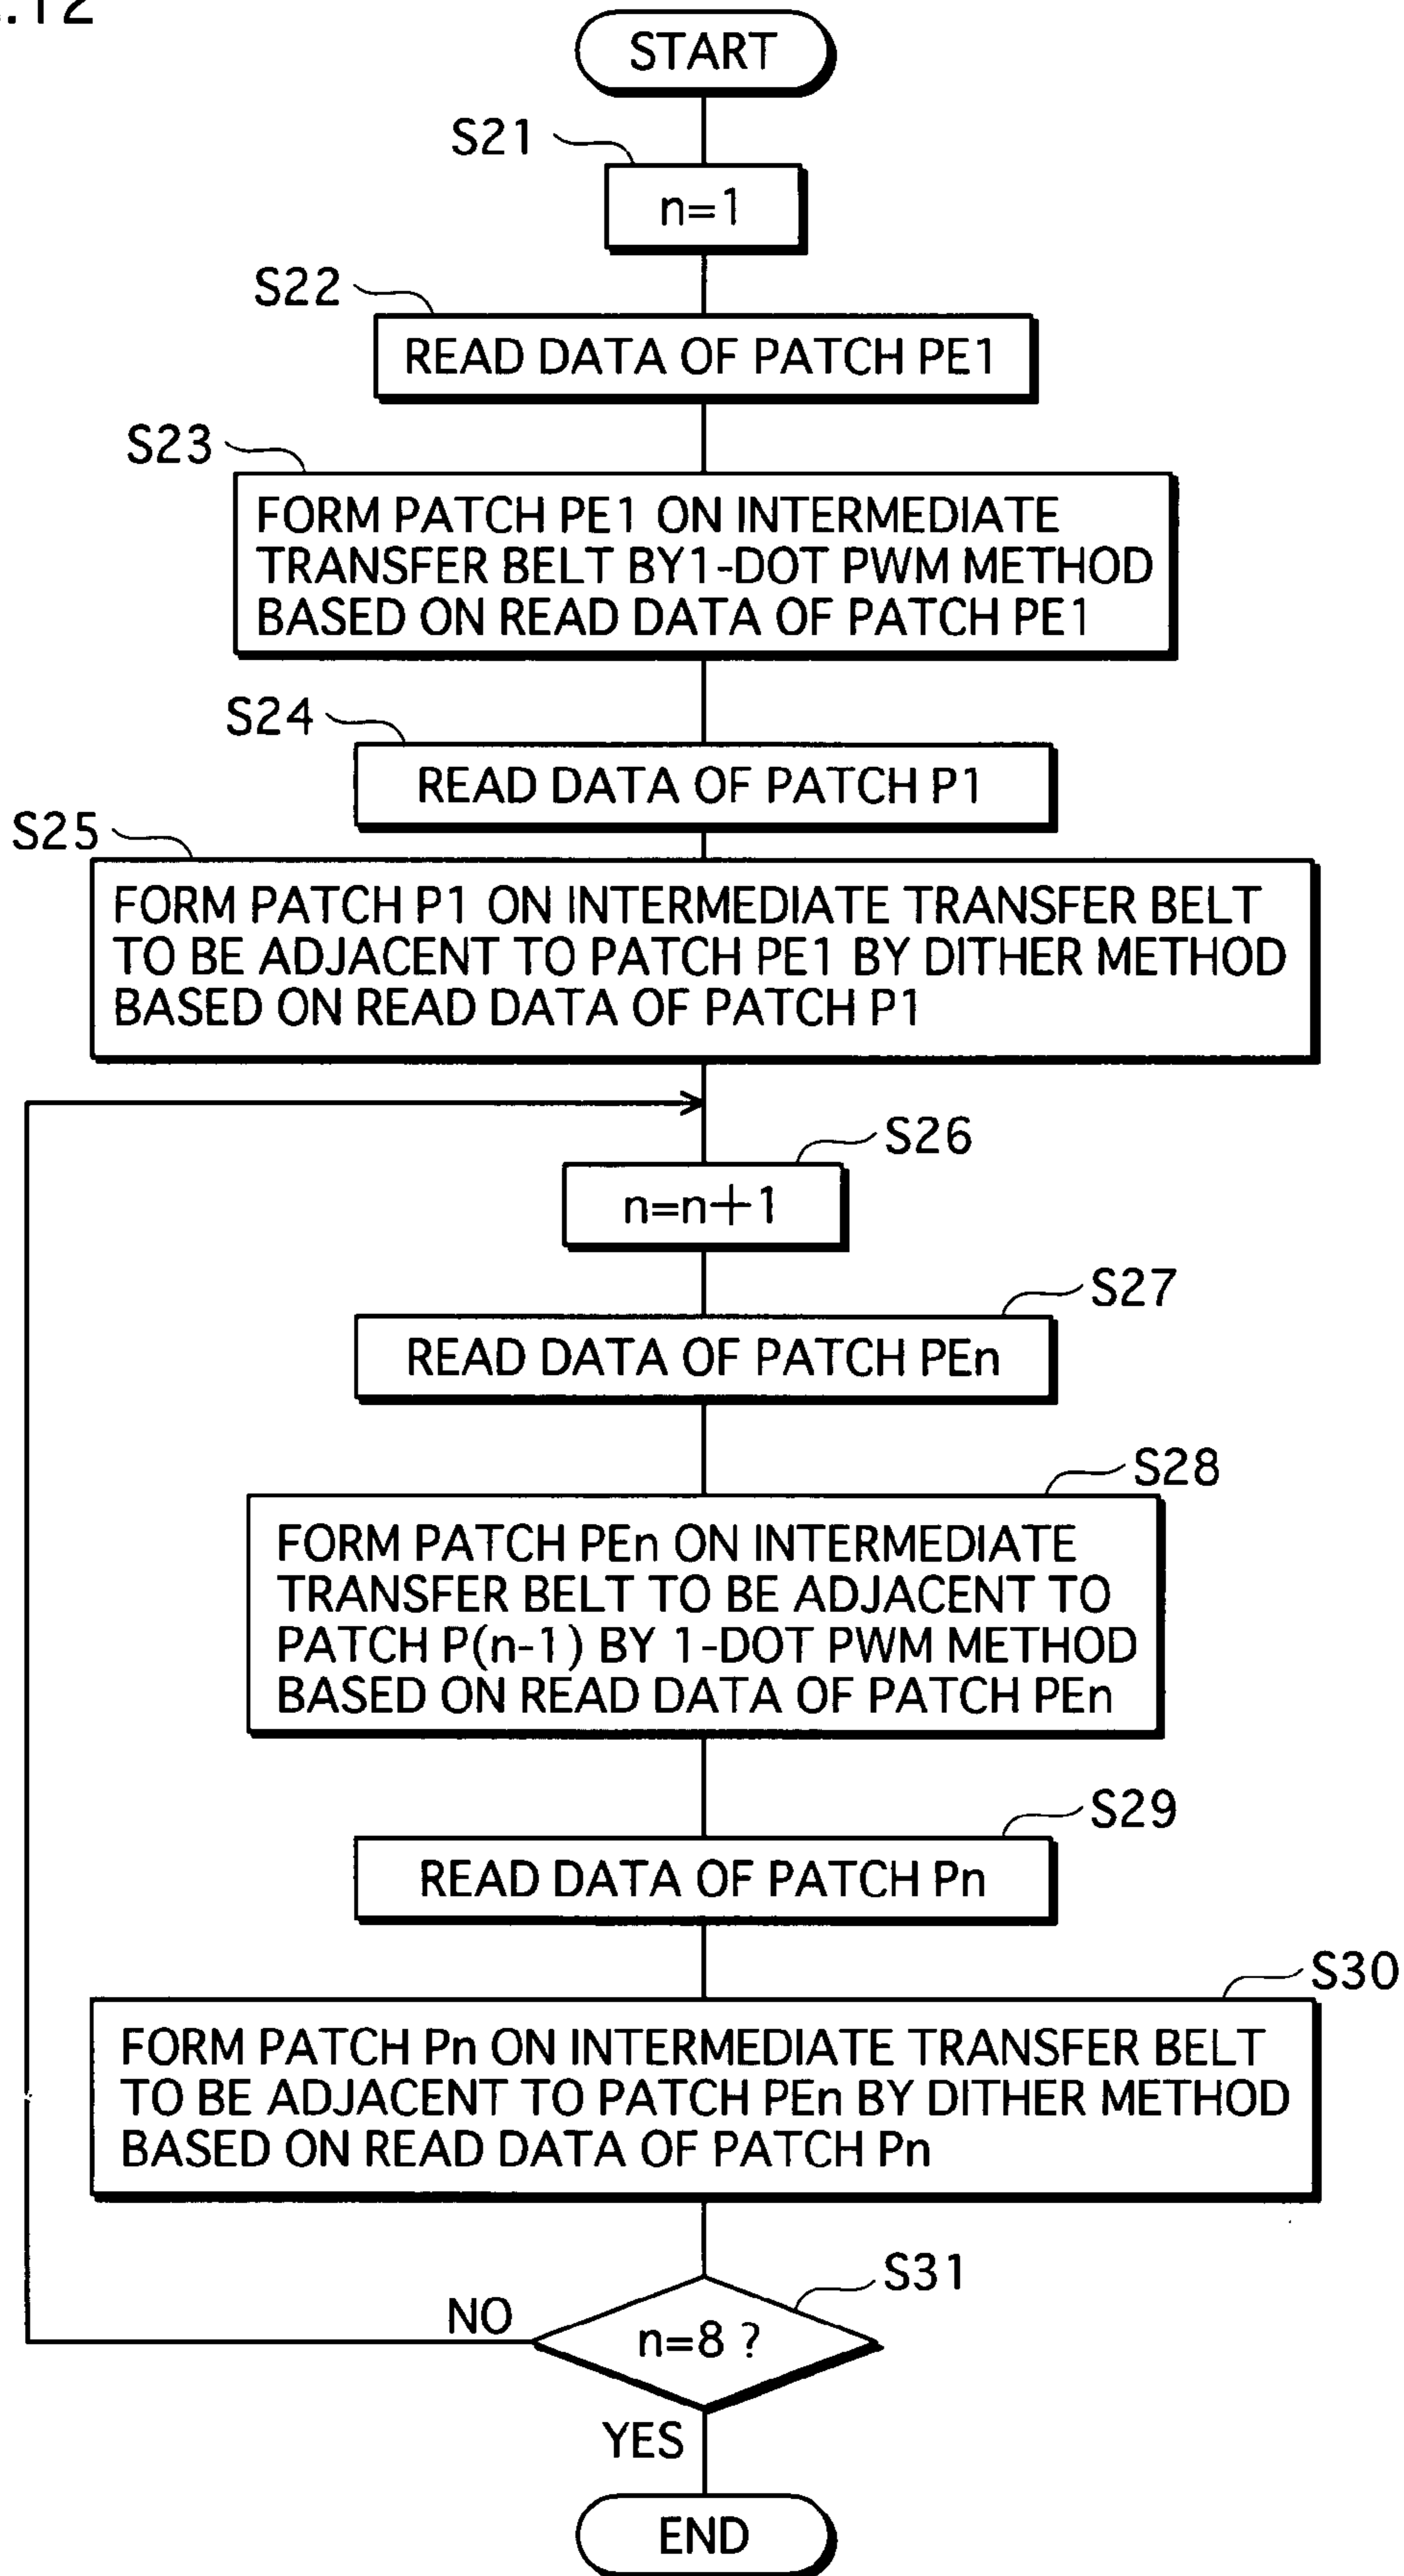 .12
START
S21
n=1
S22
READ DATA OF PATCH PE1
S23
FORM PATCH PE1 ON INTERMEDIATE
TRANSFER BELT BY1-DOT PWM METHOD
BASED ON READ DATA OF PATCH PE1
S24
READ DATA OF PATCH P1
S25
FORM PATCH P1 ON INTERMEDIATE TRANSFER BELT
TO BE ADJACENT TO PATCH PE1 BY DITHER METHOD
BASED ON READ DATA OF PATCH P1
S26
n=n+1
S27
READ DATA OF PATCH PEn
S28
FORM PATCH PEn ON INTERMEDIATE
TRANSFER BELT TO BE ADJACENT TO
PATCH P(n-1) BY 1-DOT PWM METHOD
BASED ON READ DATA OF PATCH PEn
S29
READ DATA OF PATCH Pn
S30
FORM PATCH Pn ON INTERMEDIATE TRANSFER BELT
TO BE ADJACENT TO PATCH PEn BY DITHER METHOD
BASED ON READ DATA OF PATCH Pn
S31
NO
n=8 ?
YES
END